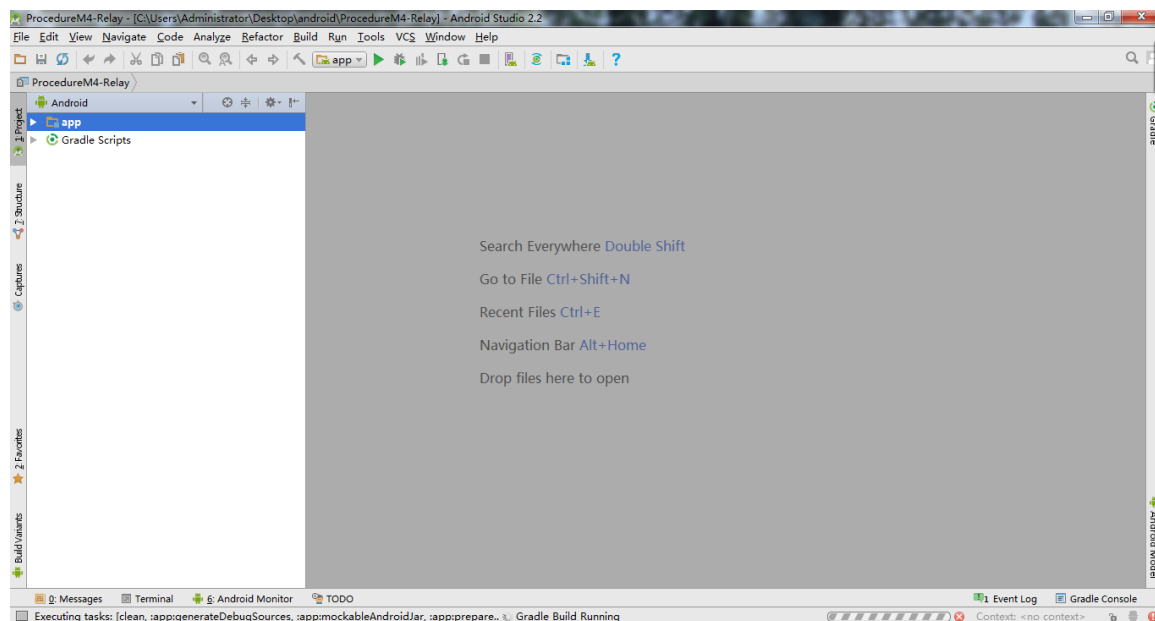 ProcedureM4-Relay - [C:\Users\Administrator\Desktop\android\ProcedureM4-Relay] - Android Studio 2.2
File Edit View Navigate Code Analyze Refactor Build Run Tools VCS Window Help
app
ProcedureM4-Relay
Android
app
Gradle Scripts
1: Project
7: Structure
Captures
2: Favorites
Build Variants
Gradle
Android Model
Search Everywhere Double Shift
Go to File Ctrl+Shift+N
Recent Files Ctrl+E
Navigation Bar Alt+Home
Drop files here to open
0: Messages Terminal 6: Android Monitor TODO 1 Event Log Gradle Console
Executing tasks: [clean, :app:generateDebugSources, :app:mockableAndroidJar, :app:prepare.. Gradle Build Running Context: <no context>